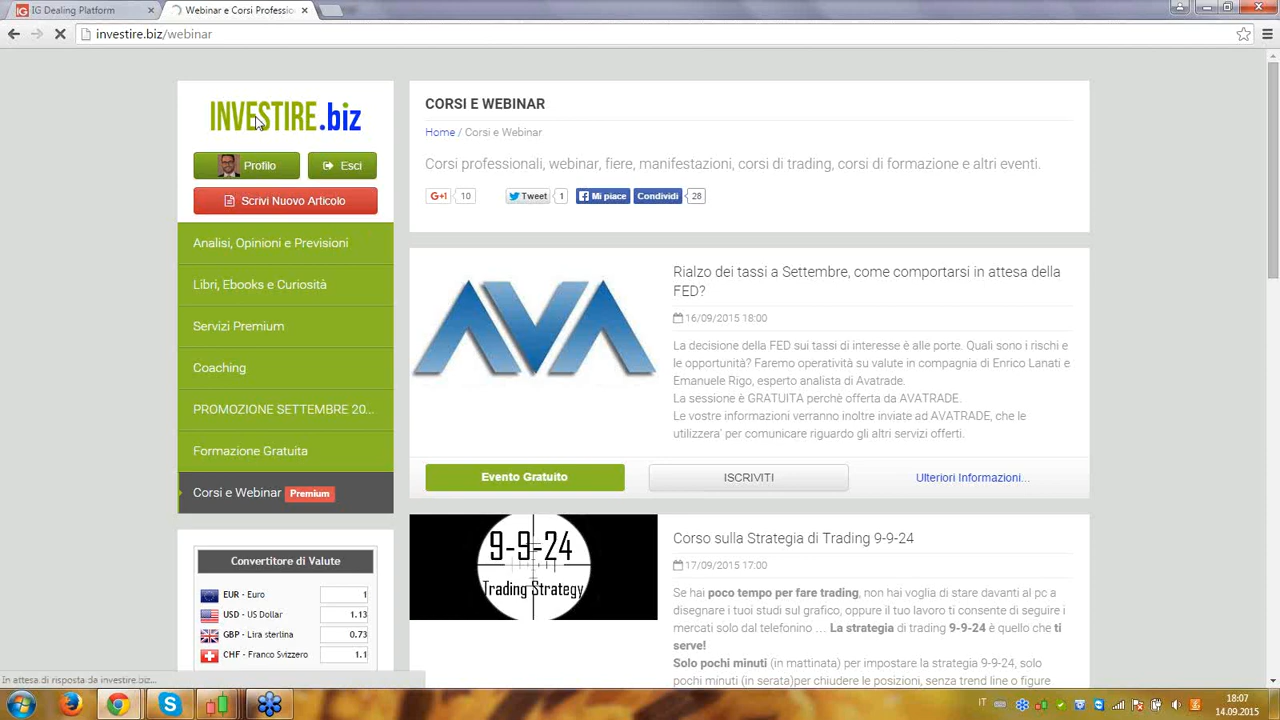 IG Dealing Platform
Webinar e Corsi Professio
investire.biz/webinar
INVESTIRE.biz
Profilo
Esci
Scrivi Nuovo Articolo
Analisi, Opinioni e Previsioni
Libri, Ebooks e Curiosità
Servizi Premium
Coaching
PROMOZIONE SETTEMBRE 20...
Formazione Gratuita
Corsi e Webinar Premium
Convertitore di Valute
EUR - Euro 1
USD - US Dollar 1.13
GBP - Lira sterlina 0.73
CHF - Franco Svizzero 1.1
In attesa di risposta da investire.biz...
CORSI E WEBINAR
Home / Corsi e Webinar
Corsi professionali, webinar, fiere, manifestazioni, corsi di trading, corsi di formazione e altri eventi.
G+1 10 Tweet 1 Mi piace Condividi 28
AVA
Rialzo dei tassi a Settembre, come comportarsi in attesa della
FED?
16/09/2015 18:00
La decisione della FED sui tassi di interesse è alle porte. Quali sono i rischi e
le opportunità? Faremo operatività su valute in compagnia di Enrico Lanati e
Emanuele Rigo, esperto analista di Avatrade.
La sessione è GRATUITA perchè offerta da AVATRADE.
Le vostre informazioni verranno inoltre inviate ad AVATRADE, che le
utilizzera' per comunicare riguardo gli altri servizi offerti.
Evento Gratuito
ISCRIVITI
Ulteriori Informazioni...
9-9-24
Trading Strategy
Corso sulla Strategia di Trading 9-9-24
17/09/2015 17:00
Se hai poco tempo per fare trading, non hai voglia di stare davanti al pc a
disegnare i tuoi studi sul grafico, oppure il tuo lavoro ti consente di seguire i
mercati solo dal telefonino ... La strategia di trading 9-9-24 è quello che ti
serve!
Solo pochi minuti (in mattinata) per impostare la strategia 9-9-24, solo
pochi minuti (in serata)per chiudere le posizioni, senza trend line o figure
IT
18:07
14.09.2015